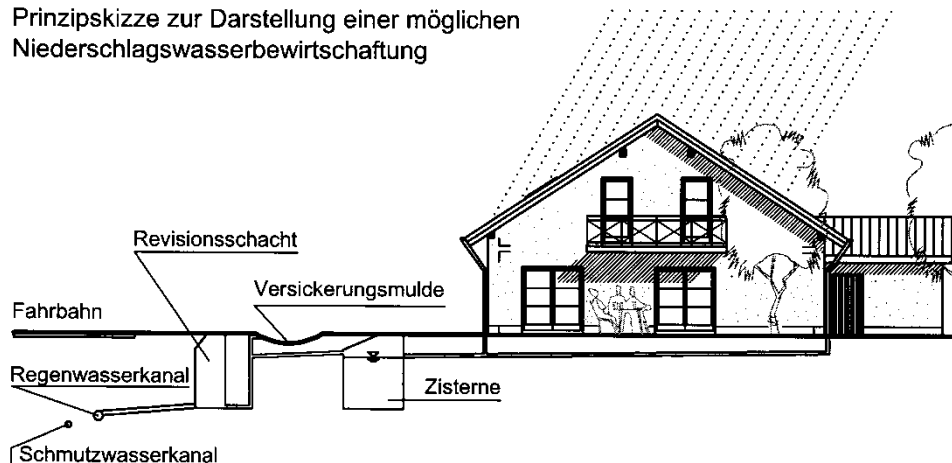 Prinzipskizze zur Darstellung einer möglichen
Niederschlagswasserbewirtschaftung
Revisionsschacht
Versickerungsmulde
Fahrbahn
Regenwasserkanal
Zisterne
Schmutzwasserkanal